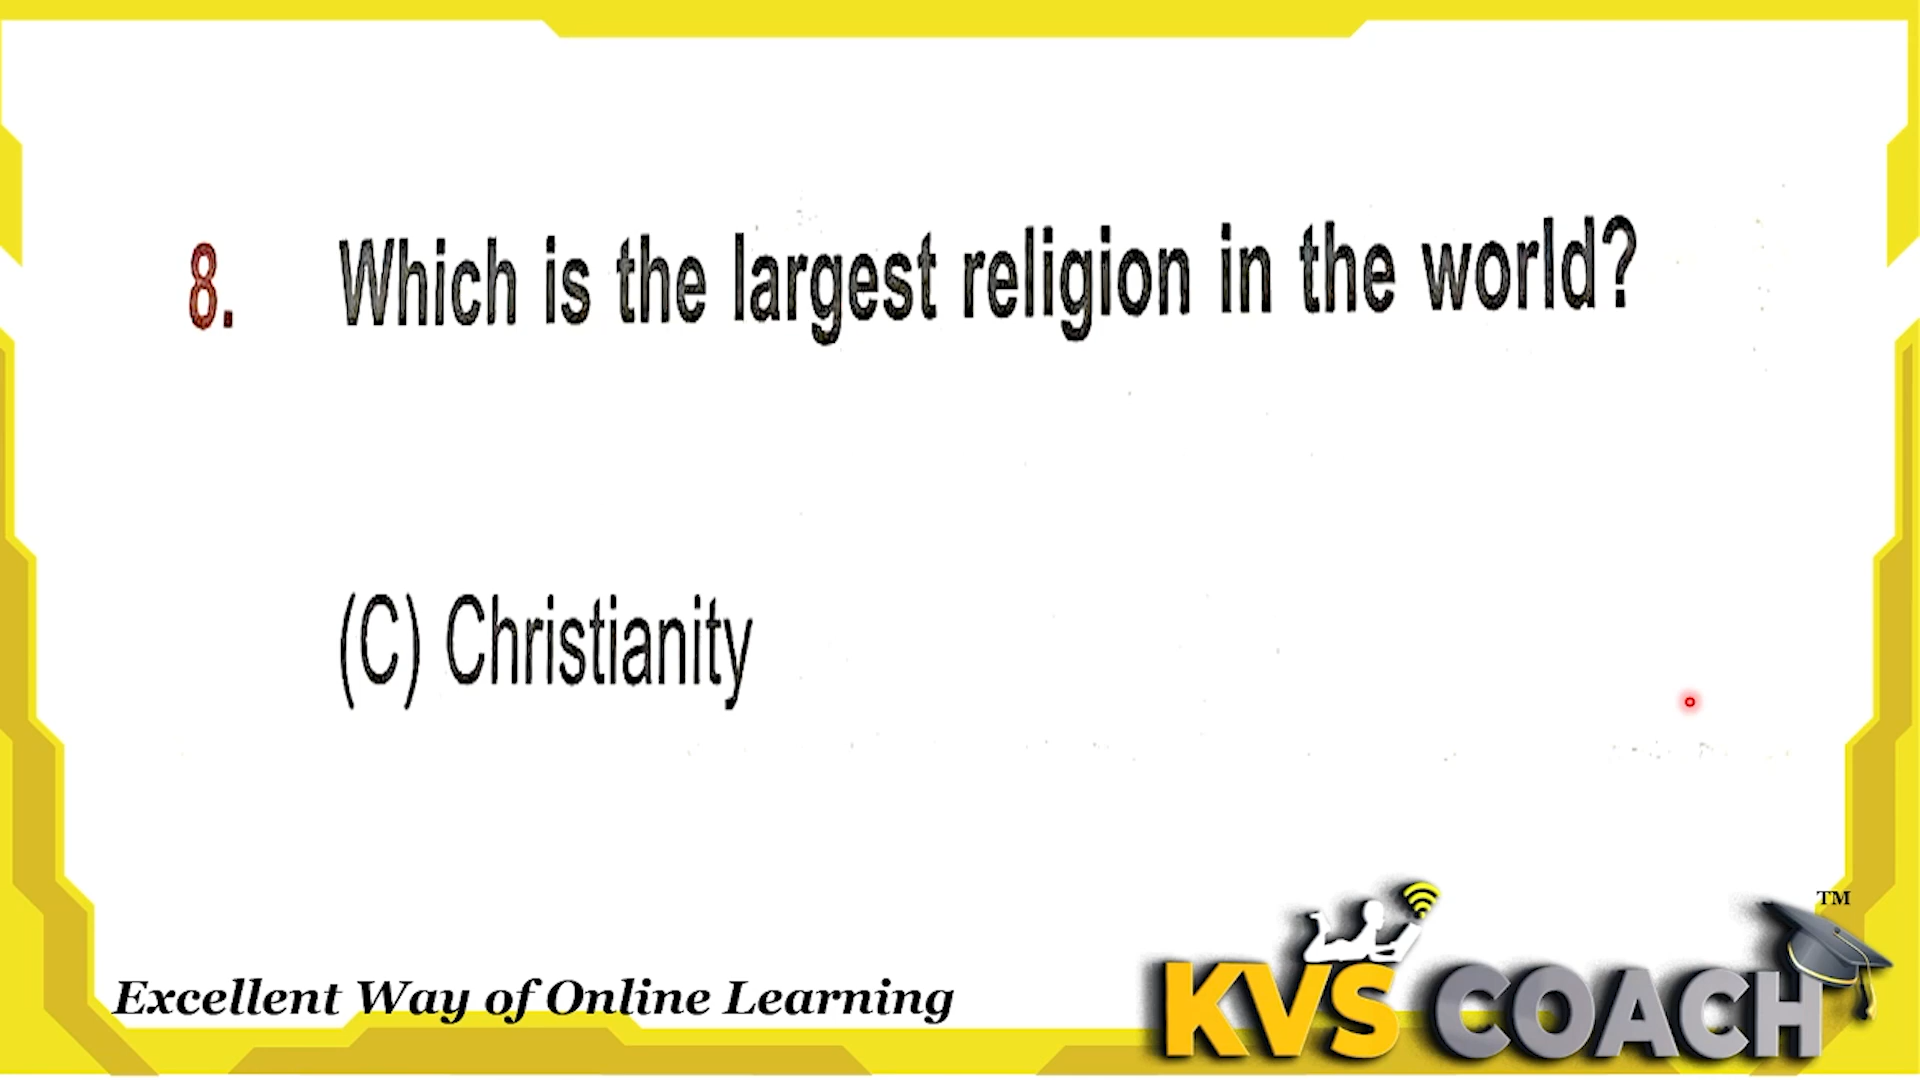 8. Which is the largest religion in the world?
(C) Christianity
Excellent Way of Online Learning
KVS COACH
TM